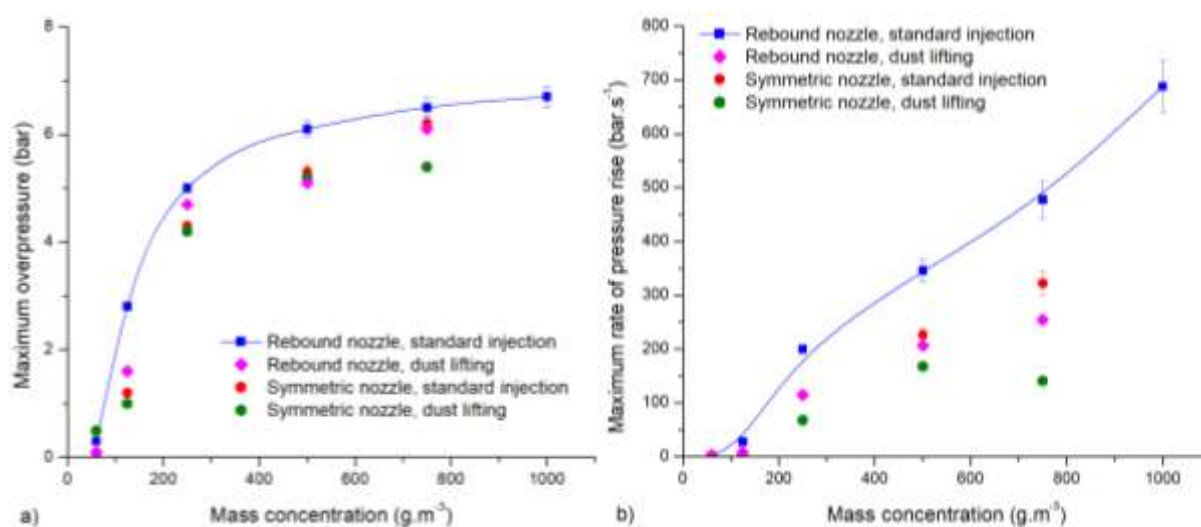 8
6
4
2
0
Maximum overpressure (bar)
Rebound nozzle, standard injection
Rebound nozzle, dust lifting
Symmetric nozzle, standard injection
Symmetric nozzle, dust lifting
0 200 400 600 800 1000
a) Mass concentration (g.m⁻³)
800
700
600
500
400
300
200
100
0
Maximum rate of pressure rise (bar.s⁻¹)
Rebound nozzle, standard injection
Rebound nozzle, dust lifting
Symmetric nozzle, standard injection
Symmetric nozzle, dust lifting
0 200 400 600 800 1000
b) Mass concentration (g.m⁻³)